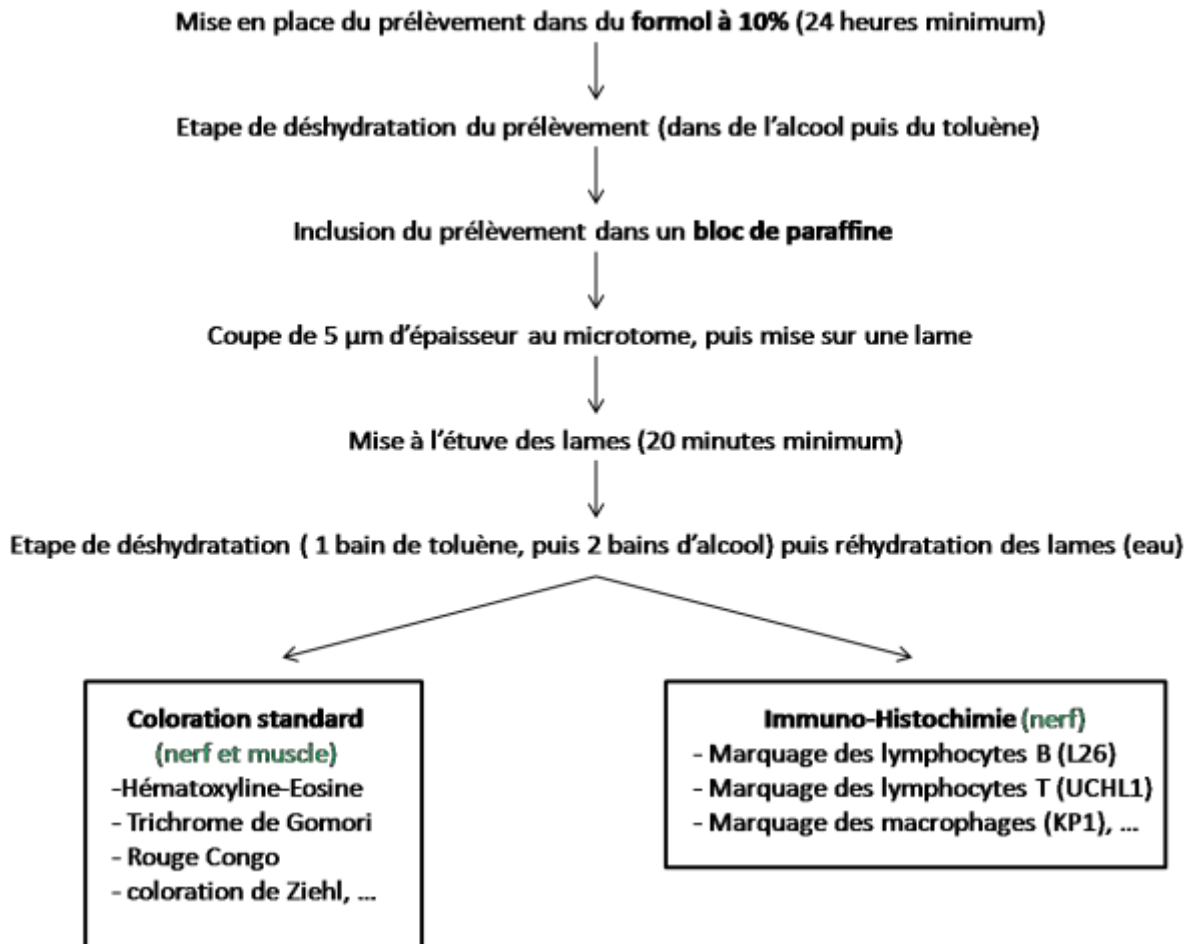 Mise en place du prélèvement dans du formol à 10% (24 heures minimum)
Etape de déshydratation du prélèvement (dans de l'alcool puis du toluène)
Inclusion du prélèvement dans un bloc de paraffine
Coupe de 5 µm d'épaisseur au microtome, puis mise sur une lame
Mise à l'étuve des lames (20 minutes minimum)
Etape de déshydratation ( 1 bain de toluène, puis 2 bains d'alcool) puis réhydratation des lames (eau)
Coloration standard
(nerf et muscle)
-Hématoxyline-Eosine
- Trichrome de Gomori
- Rouge Congo
- coloration de Ziehl, ...
Immuno-Histochimie (nerf)
- Marquage des lymphocytes B (L26)
- Marquage des lymphocytes T (UCHL1)
- Marquage des macrophages (KP1), ...